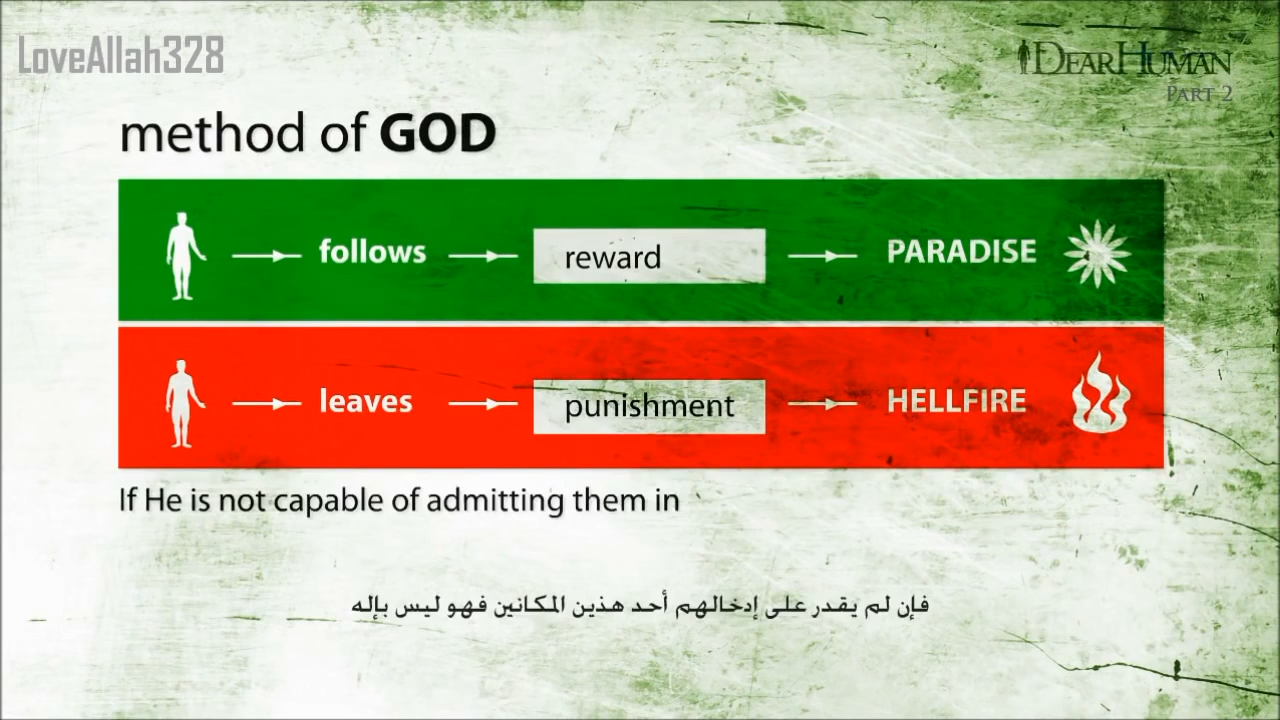 LoveAllah328
DEARHUMAN
PART 2
method of GOD
follows reward PARADISE
leaves punishment HELLFIRE
If He is not capable of admitting them in
فإن لم يقدر على إدخالهم أحد هذين المكانين فهو ليس بإله